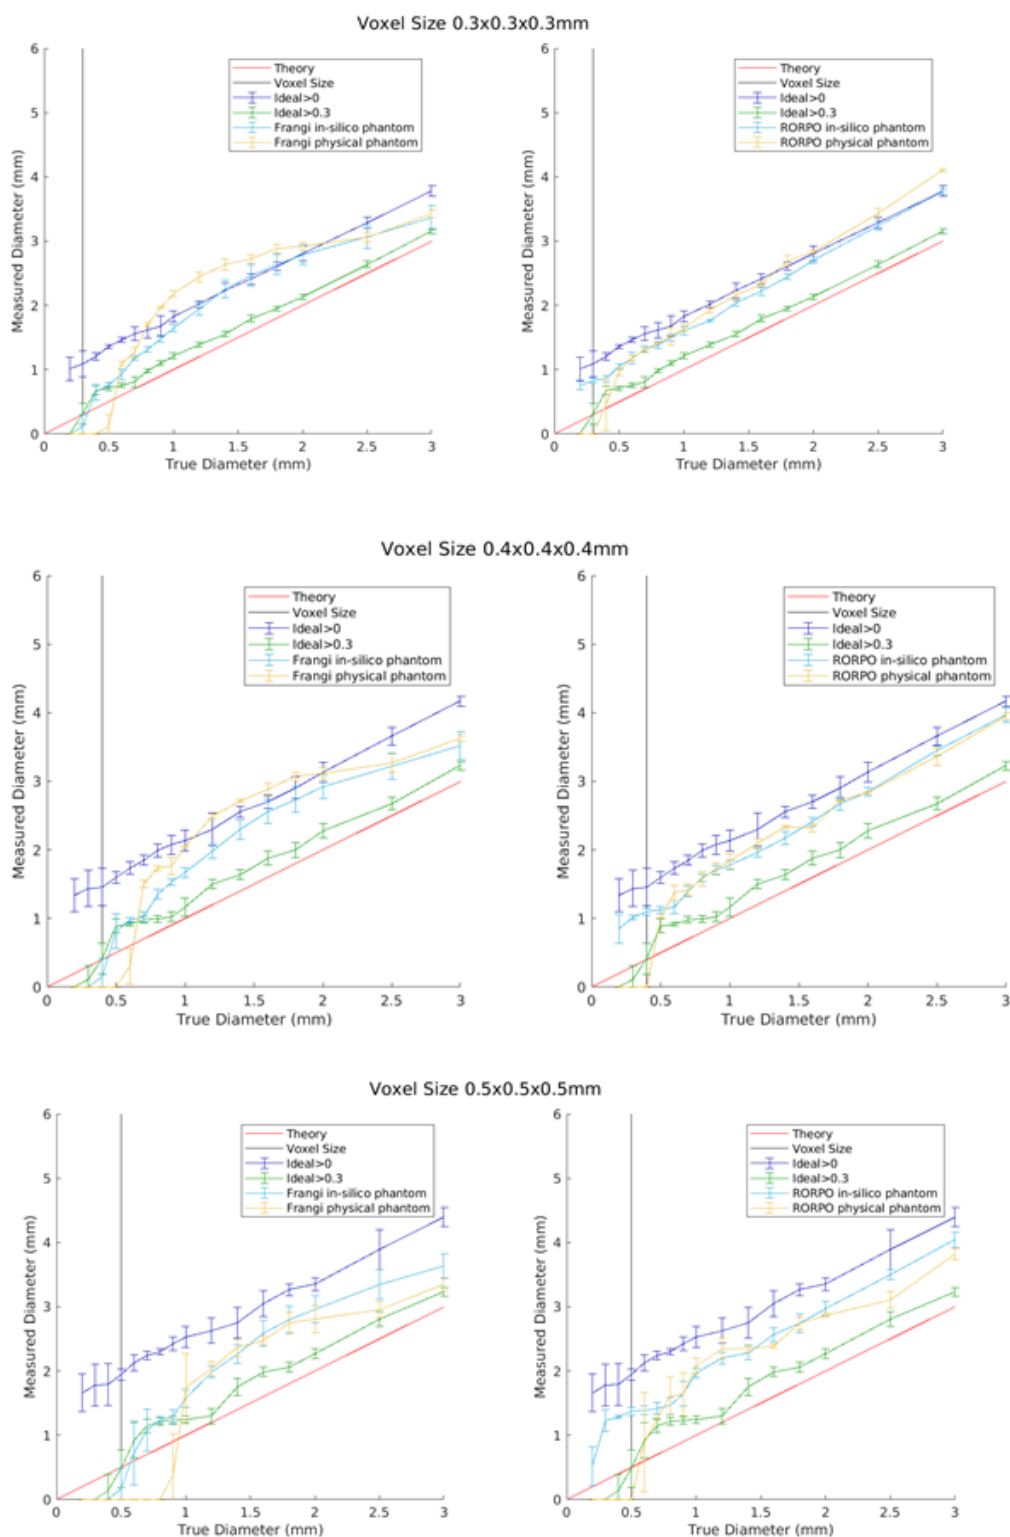 Voxel Size 0.3x0.3x0.3mm
6
5
4
3
2
1
0
Measured Diameter (mm)
Theory
Voxel Size
Ideal>0
Ideal>0.3
Frangi in-silico phantom
Frangi physical phantom
0 0.5 1 1.5 2 2.5 3
True Diameter (mm)
6
5
4
3
2
1
0
Measured Diameter (mm)
Theory
Voxel Size
Ideal>0
Ideal>0.3
RORPO in-silico phantom
RORPO physical phantom
0 0.5 1 1.5 2 2.5 3
True Diameter (mm)
Voxel Size 0.4x0.4x0.4mm
6
5
4
3
2
1
0
Measured Diameter (mm)
Theory
Voxel Size
Ideal>0
Ideal>0.3
Frangi in-silico phantom
Frangi physical phantom
0 0.5 1 1.5 2 2.5 3
True Diameter (mm)
6
5
4
3
2
1
0
Measured Diameter (mm)
Theory
Voxel Size
Ideal>0
Ideal>0.3
RORPO in-silico phantom
RORPO physical phantom
0 0.5 1 1.5 2 2.5 3
True Diameter (mm)
Voxel Size 0.5x0.5x0.5mm
6
5
4
3
2
1
0
Measured Diameter (mm)
Theory
Voxel Size
Ideal>0
Ideal>0.3
Frangi in-silico phantom
Frangi physical phantom
0 0.5 1 1.5 2 2.5 3
True Diameter (mm)
6
5
4
3
2
1
0
Measured Diameter (mm)
Theory
Voxel Size
Ideal>0
Ideal>0.3
RORPO in-silico phantom
RORPO physical phantom
0 0.5 1 1.5 2 2.5 3
True Diameter (mm)